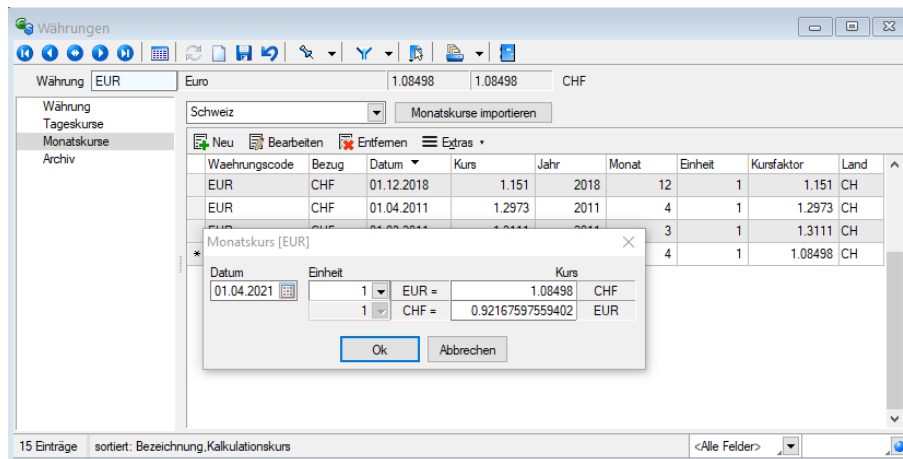 Währungen
Währung EUR Euro 1.08498 1.08498 CHF
Währung
Tageskurse
Monatskurse
Archiv
Schweiz Monatskurse importieren
Neu Bearbeiten Entfernen Extras
Waehrungscode Bezug Datum Kurs Jahr Monat Einheit Kursfaktor Land
EUR CHF 01.12.2018 1.151 2018 12 1 1.151 CH
EUR CHF 01.04.2011 1.2973 2011 4 1 1.2973 CH
3 1 1.3111 CH
* 4 1 1.08498 CH
Monatskurs [EUR]
Datum Einheit Kurs
01.04.2021 1 EUR = 1.08498 CHF
1 CHF = 0.92167597559402 EUR
Ok Abbrechen
15 Einträge sortiert: Bezeichnung,Kalkulationskurs <Alle Felder>